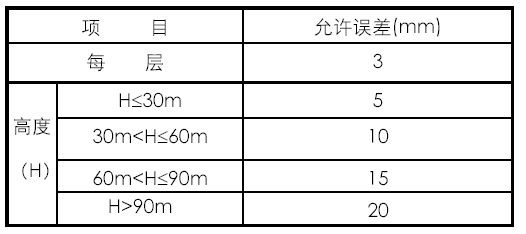 项 目 允许误差(mm)
每 层 3
高度
(H)
H≤30m 5
30m<H≤60m 10
60m<H≤90m 15
H>90m 20